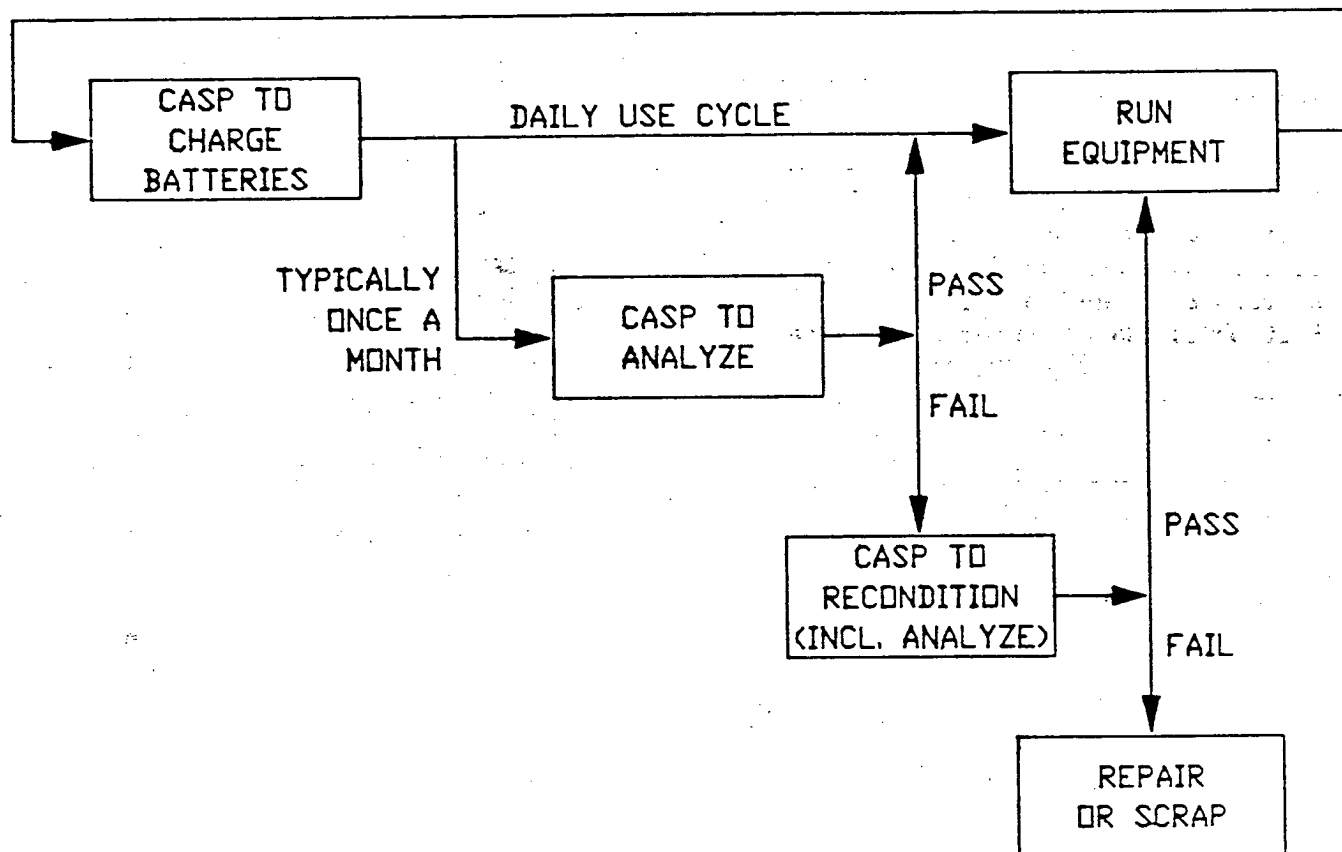 CASP TO
CHARGE
BATTERIES
DAILY USE CYCLE
RUN
EQUIPMENT
TYPICALLY
ONCE A
MONTH
CASP TO
ANALYZE
PASS
FAIL
CASP TO
RECONDITION
(INCL. ANALYZE)
PASS
FAIL
REPAIR
OR SCRAP